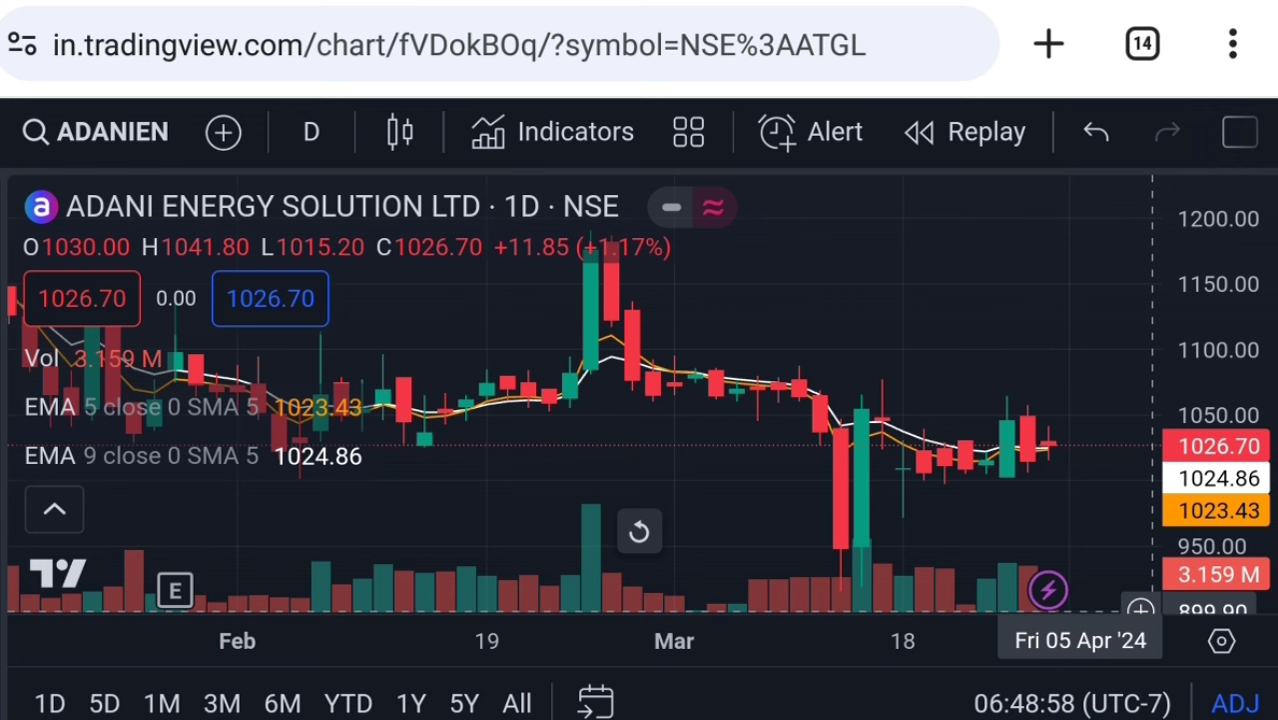 in.tradingview.com/chart/fVDokBOq/?symbol=NSE%3AATGL 14
ADANIEN D Indicators Alert Replay
a ADANI ENERGY SOLUTION LTD · 1D · NSE
O1030.00 H1041.80 L1015.20 C1026.70 +11.85 (+1.17%)
1026.70 0.00 1026.70
Vol 3.159 M
EMA 5 close 0 SMA 5 1023.43
EMA 9 close 0 SMA 5 1024.86
1200.00
1150.00
1100.00
1050.00
1026.70
1024.86
1023.43
950.00
3.159 M
899.90
E
Feb 19 Mar 18 Fri 05 Apr '24
1D 5D 1M 3M 6M YTD 1Y 5Y All 06:48:58 (UTC-7) ADJ